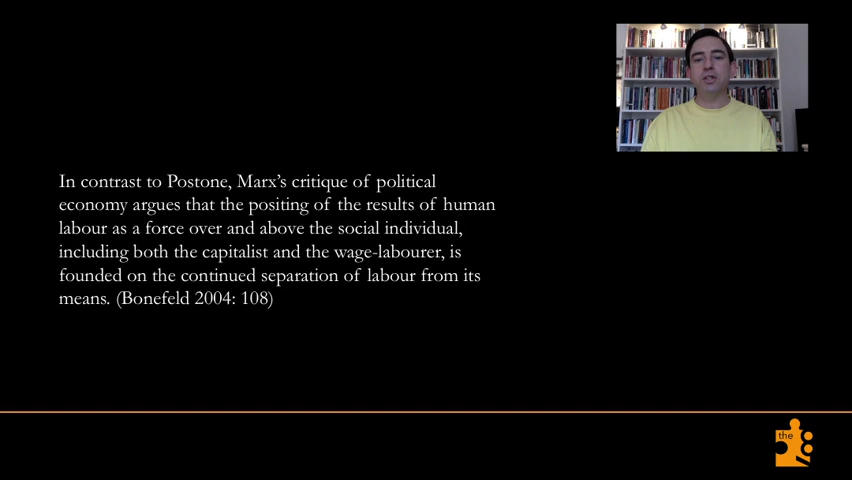 In contrast to Postone, Marx’s critique of political
economy argues that the positing of the results of human
labour as a force over and above the social individual,
including both the capitalist and the wage-labourer, is
founded on the continued separation of labour from its
means. (Bonefeld 2004: 108)
the